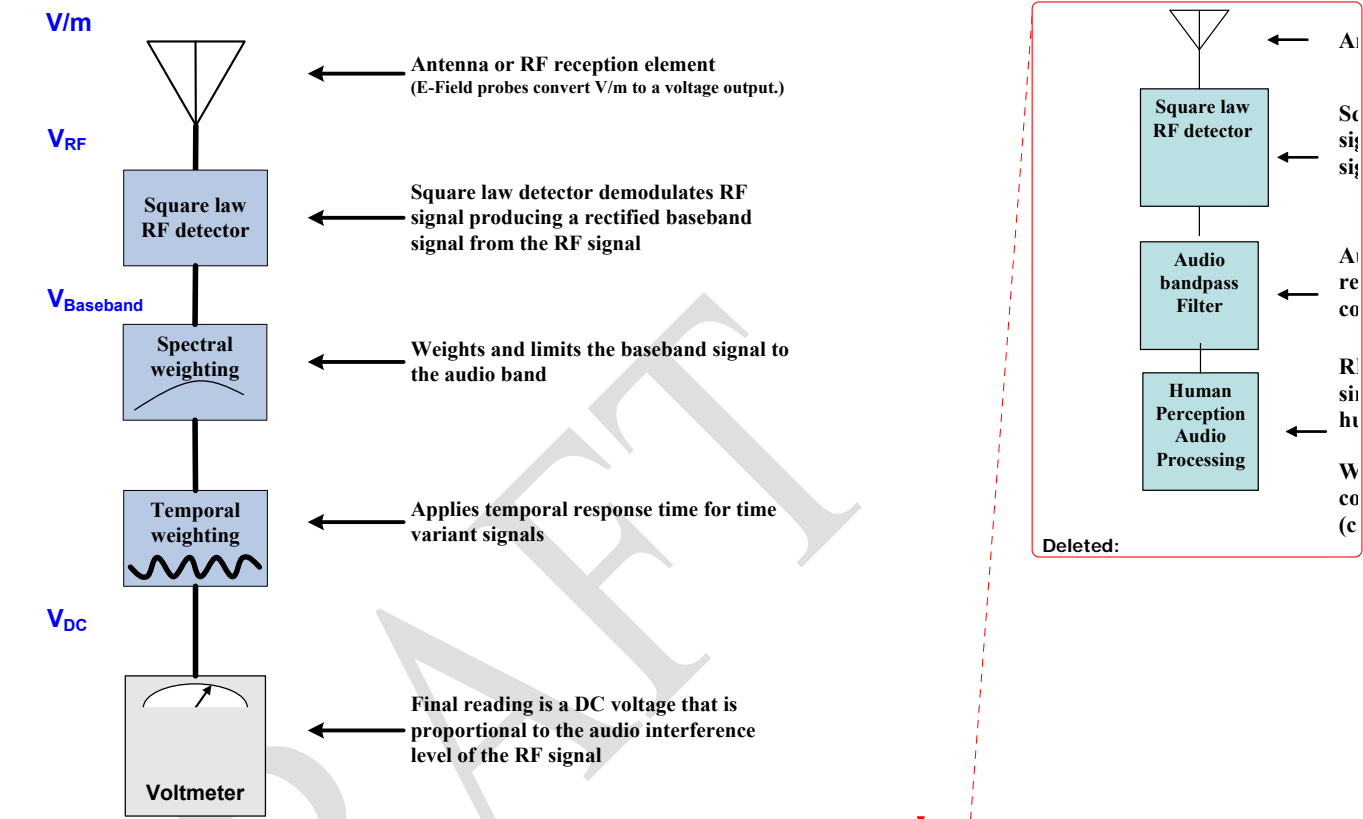 V/m
Antenna or RF reception element
(E-Field probes convert V/m to a voltage output.)
VRF
Square law
RF detector
Square law detector demodulates RF
signal producing a rectified baseband
signal from the RF signal
VBaseband
Spectral
weighting
Weights and limits the baseband signal to
the audio band
Temporal
weighting
Applies temporal response time for time
variant signals
VDC
Final reading is a DC voltage that is
proportional to the audio interference
level of the RF signal
Voltmeter
Square law
RF detector
Audio
bandpass
Filter
Human
Perception
Audio
Processing
Deleted:
RAFT